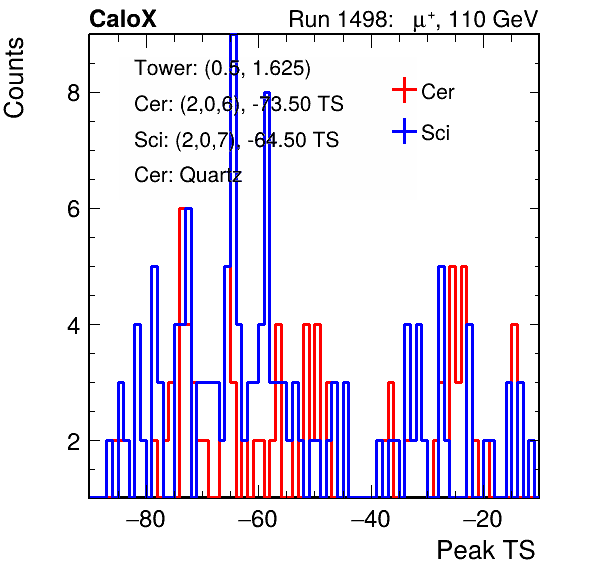 CaloX Run 1498: μ⁺, 110 GeV
Counts
Tower: (0.5, 1.625)
Cer: (2,0,6), -73.50 TS
Sci: (2,0,7), -64.50 TS
Cer: Quartz
Cer
Sci
8
6
4
2
−80 −60 −40 −20
Peak TS